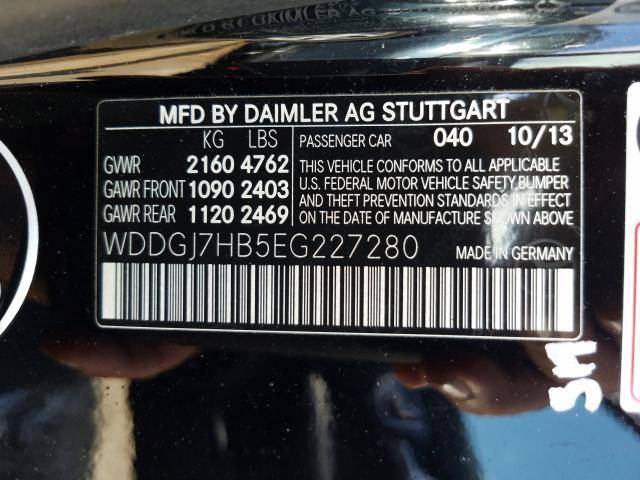 MFD BY DAIMLER AG STUTTGART
KG LBS PASSENGER CAR 040 10/13
GVWR 2160 4762
GAWR FRONT 1090 2403
GAWR REAR 1120 2469
THIS VEHICLE CONFORMS TO ALL APPLICABLE
U.S. FEDERAL MOTOR VEHICLE SAFETY, BUMPER
AND THEFT PREVENTION STANDARDS IN EFFECT
ON THE DATE OF MANUFACTURE SHOWN ABOVE
WDDGJ7HB5EG227280 MADE IN GERMANY